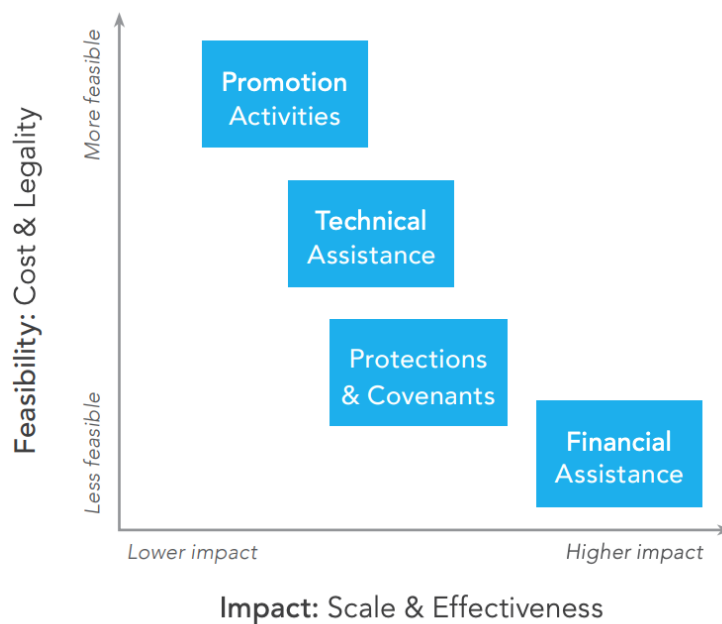 Feasibility: Cost & Legality
More feasible
Less feasible
Promotion
Activities
Technical
Assistance
Protections
& Covenants
Financial
Assistance
Lower impact
Higher impact
Impact: Scale & Effectiveness